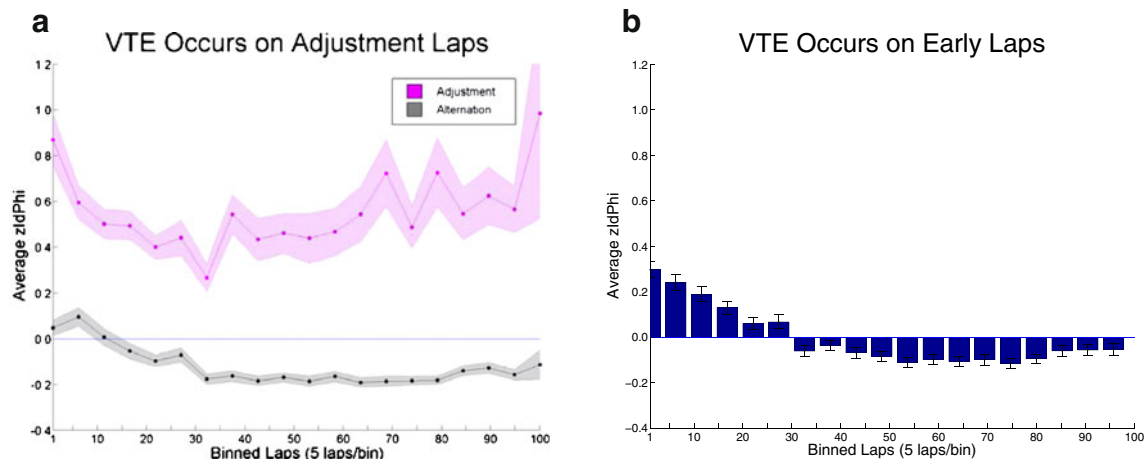 a
VTE Occurs on Adjustment Laps
1.2
1.0
0.8
0.6
0.4
0.2
0.0
-0.2
-0.4
Average zIdPhi
Adjustment
Alternation
1 10 20 30 40 50 60 70 80 90 100
Binned Laps (5 laps/bin)
b
VTE Occurs on Early Laps
1.2
1.0
0.8
0.6
0.4
0.2
0.0
−0.2
−0.4
Average zIdPhi
1 10 20 30 40 50 60 70 80 90 100
Binned Laps (5 laps/bin)